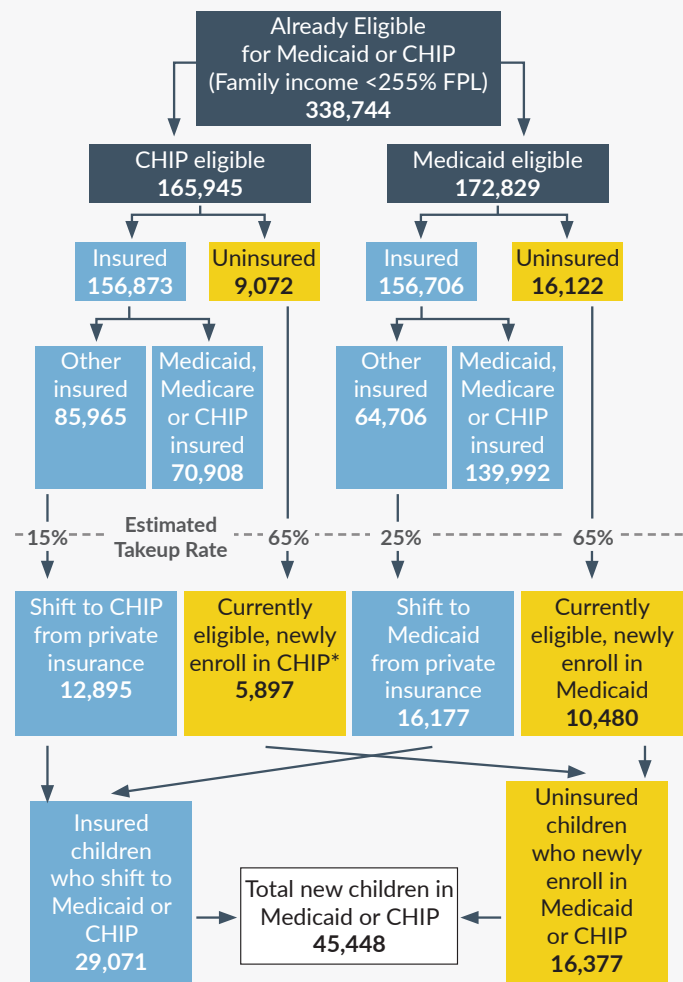 Already Eligible
for Medicaid or CHIP
(Family income <255% FPL)
338,744
CHIP eligible
165,945
Medicaid eligible
172,829
Insured
156,873
Uninsured
9,072
Insured
156,706
Uninsured
16,122
Other
insured
85,965
Medicaid,
Medicare
or CHIP
insured
70,908
Other
insured
64,706
Medicaid,
Medicare
or CHIP
insured
139,992
15%
Estimated
Takeup Rate
65%
25%
65%
Shift to CHIP
from private
insurance
12,895
Currently
eligible, newly
enroll in CHIP*
5,897
Shift to
Medicaid
from private
insurance
16,177
Currently
eligible, newly
enroll in
Medicaid
10,480
Insured
children
who shift to
Medicaid or
CHIP
29,071
Total new children in
Medicaid or CHIP
45,448
Uninsured
children
who newly
enroll in
Medicaid
or CHIP
16,377